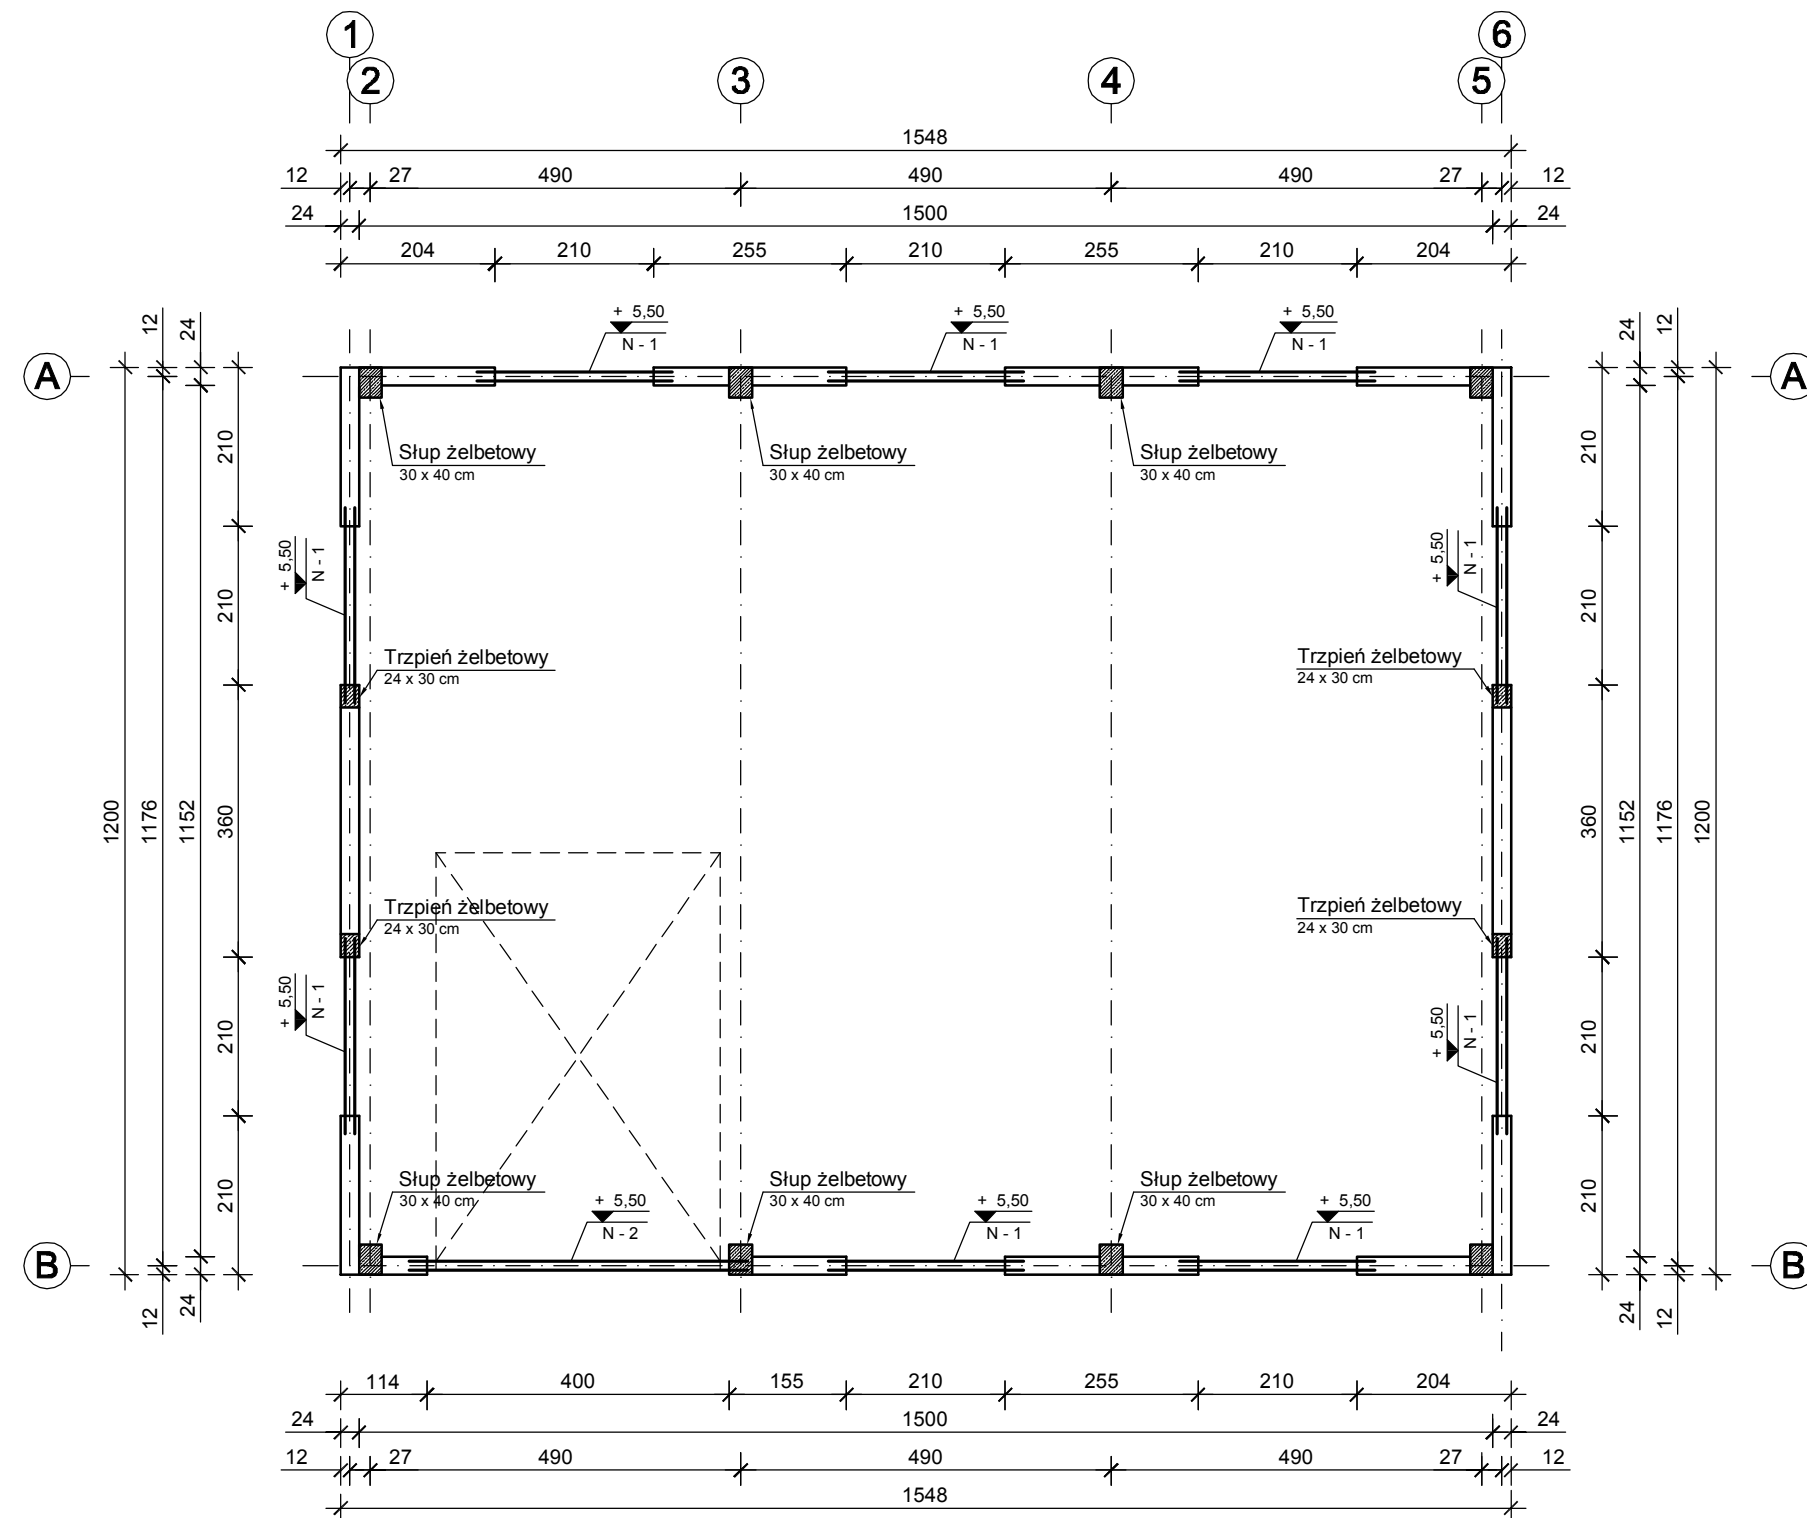 1
6
2
3
4
5
1548
12
27
490
490
490
27
12
24
1500
24
204
210
255
210
255
210
204
+ 5,50
N - 1
+ 5,50
N - 1
+ 5,50
N - 1
12
24
24
12
A
A
Słup żelbetowy
30 x 40 cm
Słup żelbetowy
30 x 40 cm
Słup żelbetowy
30 x 40 cm
210
210
+ 5,50
N - 1
+ 5,50
N - 1
210
210
Trzpień żelbetowy
24 x 30 cm
Trzpień żelbetowy
24 x 30 cm
1200
1176
1152
360
360
1152
1176
1200
Trzpień żelbetowy
24 x 30 cm
Trzpień żelbetowy
24 x 30 cm
+ 5,50
N - 1
+ 5,50
N - 1
210
210
210
210
Słup żelbetowy
30 x 40 cm
Słup żelbetowy
30 x 40 cm
Słup żelbetowy
30 x 40 cm
+ 5,50
N - 2
+ 5,50
N - 1
+ 5,50
N - 1
B
B
12
24
24
12
114
400
155
210
255
210
204
24
1500
24
12
27
490
490
490
27
12
1548